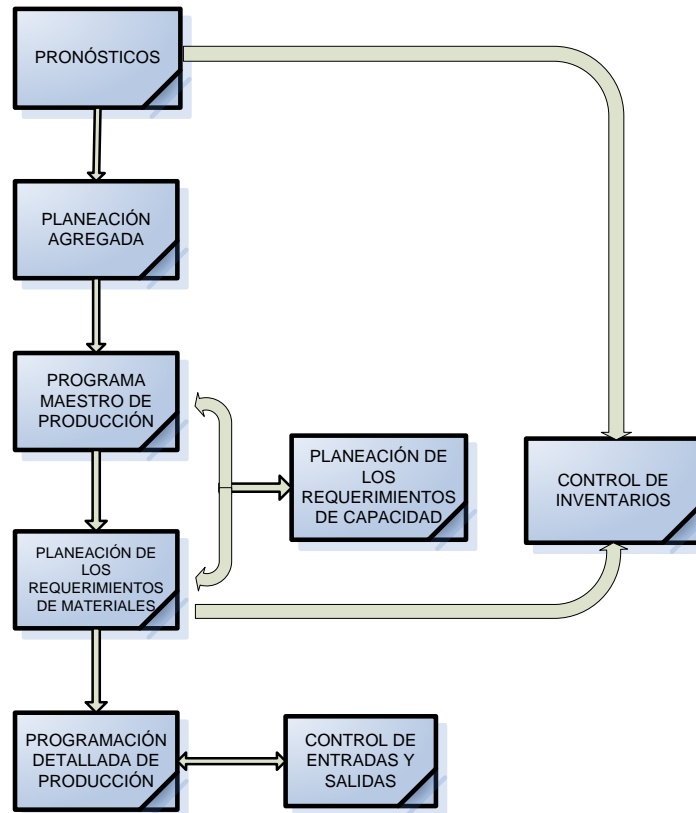 PRONÓSTICOS
PLANEACIÓN
AGREGADA
PROGRAMA
MAESTRO DE
PRODUCCIÓN
PLANEACIÓN DE
LOS
REQUERIMIENTOS
DE CAPACIDAD
CONTROL DE
INVENTARIOS
PLANEACIÓN DE
LOS
REQUERIMIENTOS
DE MATERIALES
PROGRAMACIÓN
DETALLADA DE
PRODUCCIÓN
CONTROL DE
ENTRADAS Y
SALIDAS